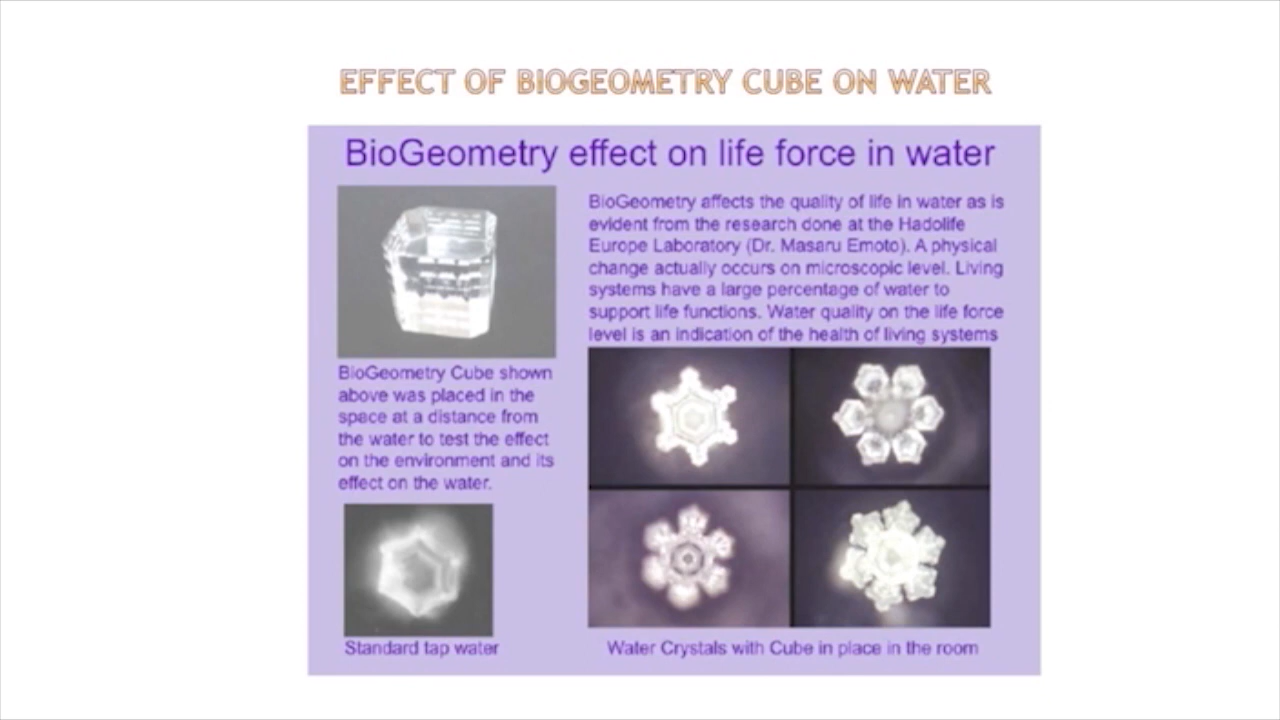 EFFECT OF BIOGEOMETRY CUBE ON WATER
BioGeometry effect on life force in water
BioGeometry affects the quality of life in water as is
evident from the research done at the Hadolife
Europe Laboratory (Dr. Masaru Emoto). A physical
change actually occurs on microscopic level. Living
systems have a large percentage of water to
support life functions. Water quality on the life force
level is an indication of the health of living systems
BioGeometry Cube shown
above was placed in the
space at a distance from
the water to test the effect
on the environment and its
effect on the water.
Standard tap water
Water Crystals with Cube in place in the room